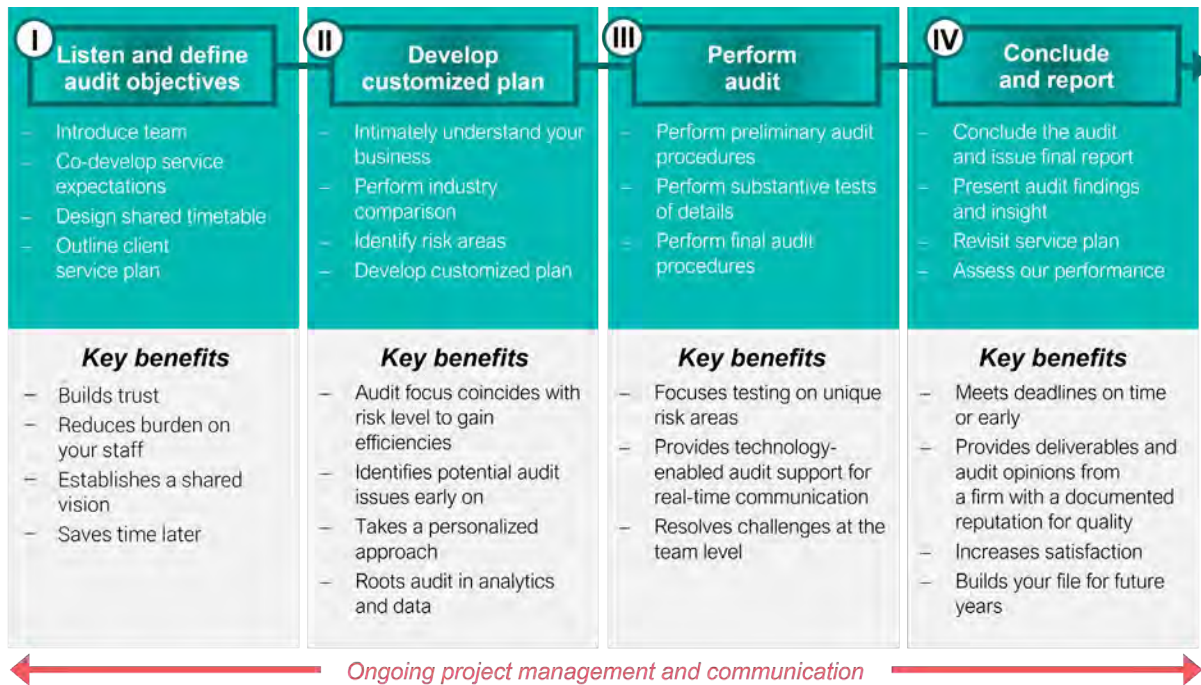 I
Listen and define
audit objectives
– Introduce team
– Co-develop service
expectations
– Design shared timetable
– Outline client
service plan
Key benefits
– Builds trust
– Reduces burden on
your staff
– Establishes a shared
vision
– Saves time later
II
Develop
customized plan
– Intimately understand your
business
– Perform industry
comparison
– Identify risk areas
– Develop customized plan
Key benefits
– Audit focus coincides with
risk level to gain
efficiencies
– Identifies potential audit
issues early on
– Takes a personalized
approach
– Roots audit in analytics
and data
III
Perform
audit
– Perform preliminary audit
procedures
– Perform substantive tests
of details
– Perform final audit
procedures
Key benefits
– Focuses testing on unique
risk areas
– Provides technology-
enabled audit support for
real-time communication
– Resolves challenges at the
team level
IV
Conclude
and report
– Conclude the audit
and issue final report
– Present audit findings
and insight
– Revisit service plan
– Assess our performance
Key benefits
– Meets deadlines on time
or early
– Provides deliverables and
audit opinions from
a firm with a documented
reputation for quality
– Increases satisfaction
– Builds your file for future
years
Ongoing project management and communication